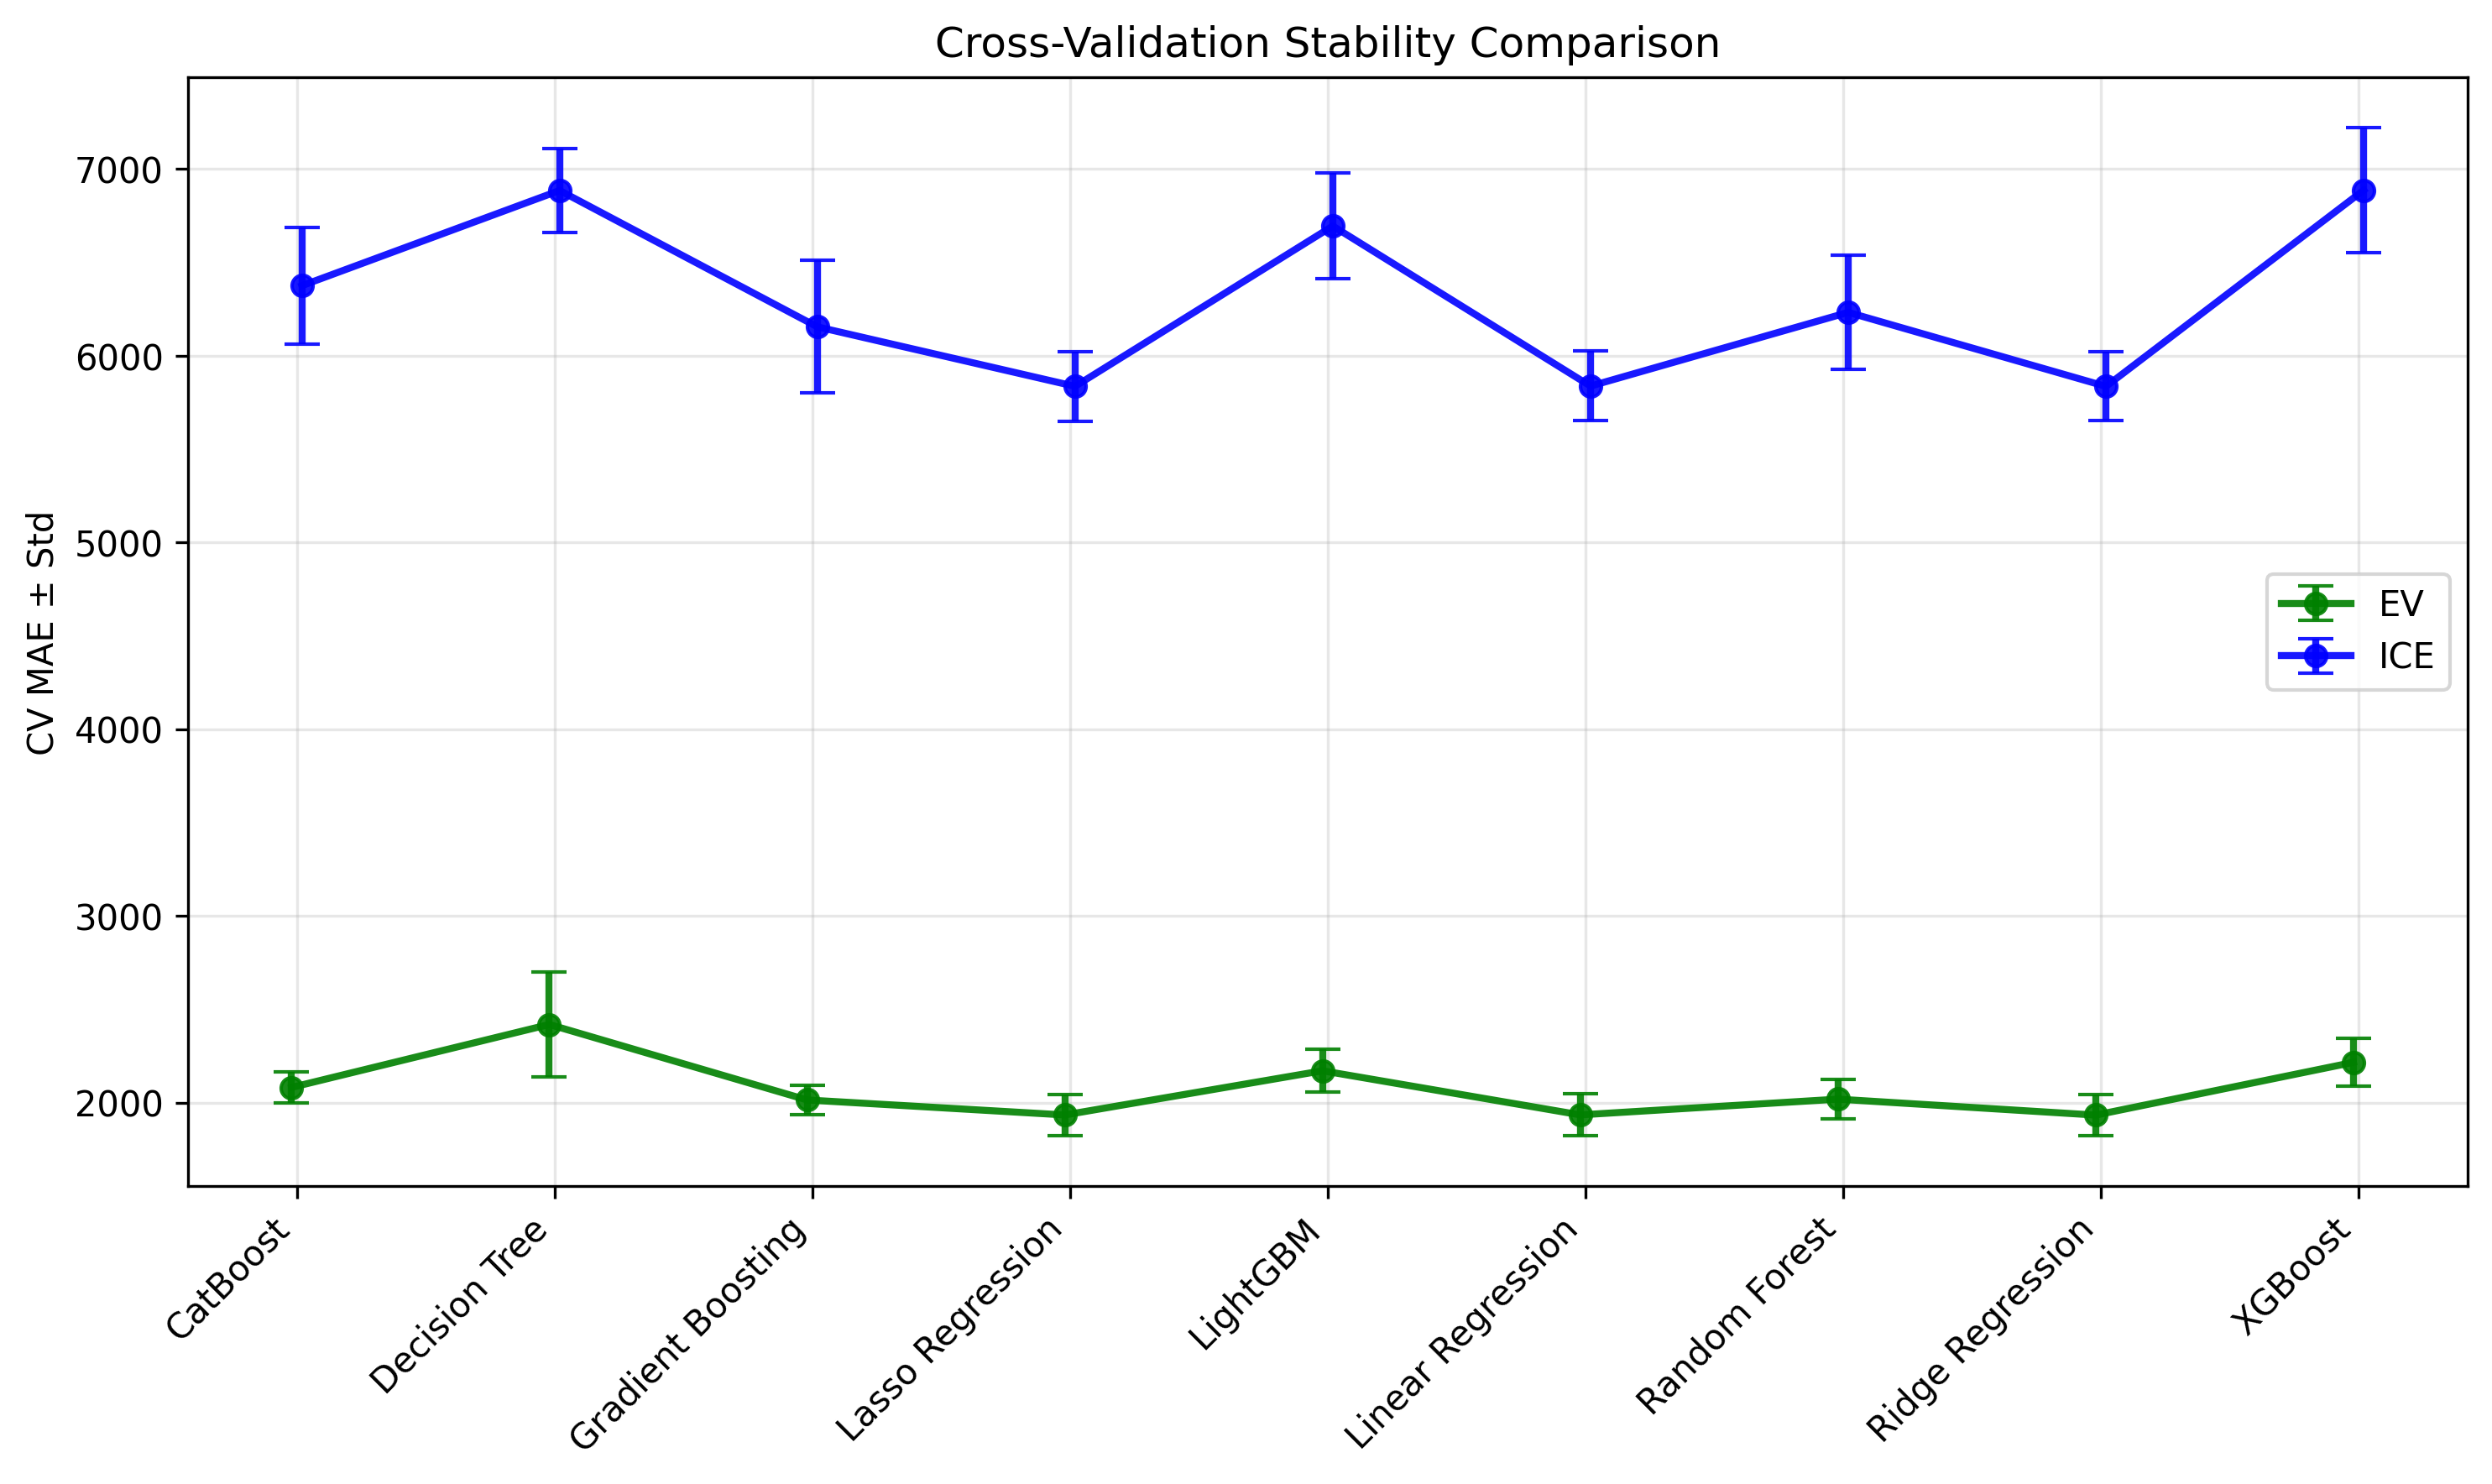 Cross-Validation Stability Comparison
CV MAE ± Std
7000
6000
5000
4000
3000
2000
EV
ICE
CatBoost
Decision Tree
Gradient Boosting
Lasso Regression
LightGBM
Linear Regression
Random Forest
Ridge Regression
XGBoost